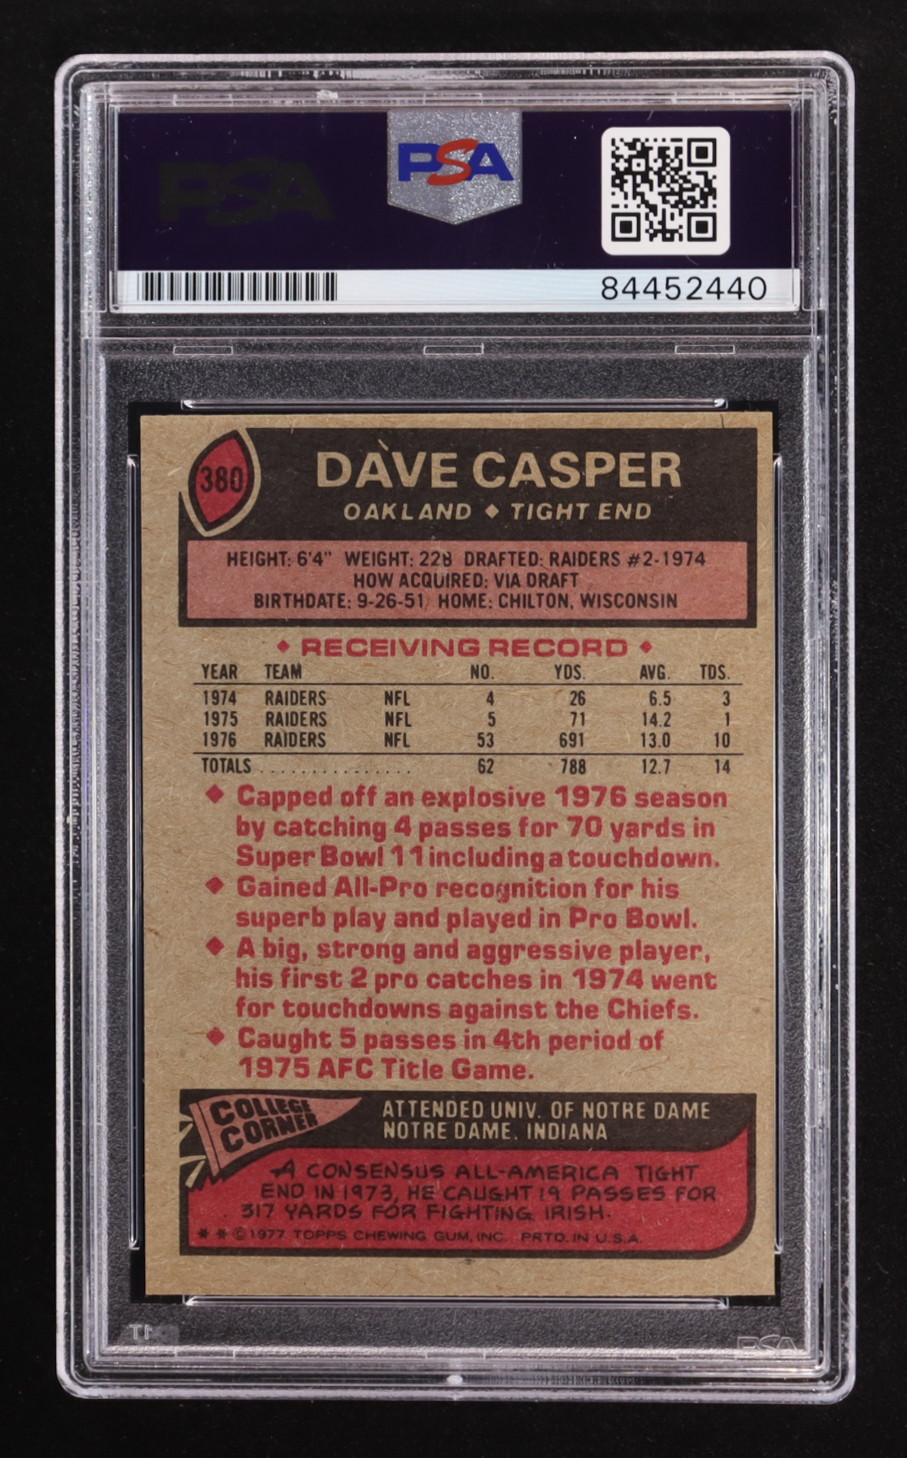 PSA
PSA
84452440
380
DAVE CASPER
OAKLAND ◆ TIGHT END
HEIGHT: 6'4" WEIGHT: 228 DRAFTED: RAIDERS #2-1974
HOW ACQUIRED: VIA DRAFT
BIRTHDATE: 9-26-51 HOME: CHILTON, WISCONSIN
◆ RECEIVING RECORD ◆
YEAR TEAM NO. YDS. AVG. TDS.
1974 RAIDERS NFL 4 26 6.5 3
1975 RAIDERS NFL 5 71 14.2 1
1976 RAIDERS NFL 53 691 13.0 10
TOTALS .............. 62 788 12.7 14
◆ Capped off an explosive 1976 season
by catching 4 passes for 70 yards in
Super Bowl 11 including a touchdown.
◆ Gained All-Pro recognition for his
superb play and played in Pro Bowl.
◆ A big, strong and aggressive player,
his first 2 pro catches in 1974 went
for touchdowns against the Chiefs.
◆ Caught 5 passes in 4th period of
1975 AFC Title Game.
COLLEGE
CORNER
ATTENDED UNIV. OF NOTRE DAME
NOTRE DAME, INDIANA
A CONSENSUS ALL-AMERICA TIGHT
END IN 1973, HE CAUGHT 19 PASSES FOR
317 YARDS FOR FIGHTING IRISH.
* * © 1977 TOPPS CHEWING GUM, INC. PRTD. IN U.S.A.
PSA